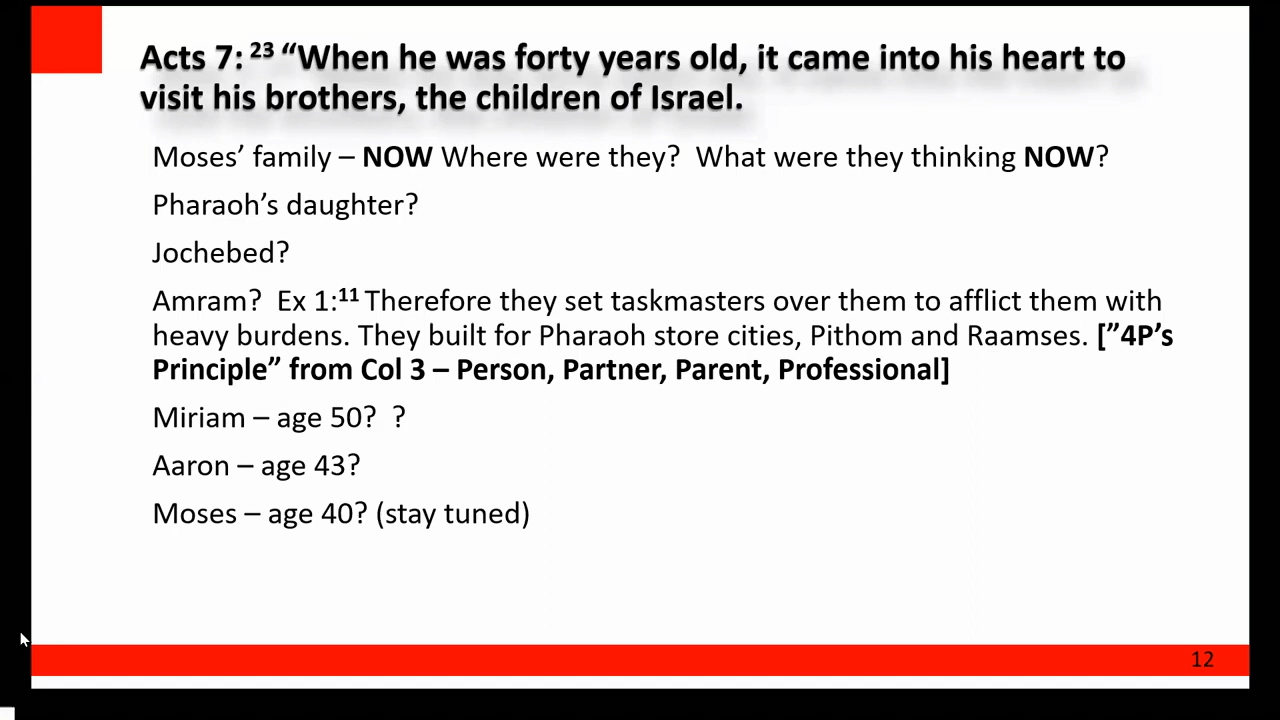 Acts 7: 23 “When he was forty years old, it came into his heart to
visit his brothers, the children of Israel.
Moses’ family – NOW Where were they?  What were they thinking NOW?
Pharaoh’s daughter?
Jochebed?
Amram?  Ex 1:11 Therefore they set taskmasters over them to afflict them with
heavy burdens. They built for Pharaoh store cities, Pithom and Raamses. [”4P’s
Principle” from Col 3 – Person, Partner, Parent, Professional]
Miriam – age 50?  ?
Aaron – age 43?
Moses – age 40? (stay tuned)
12